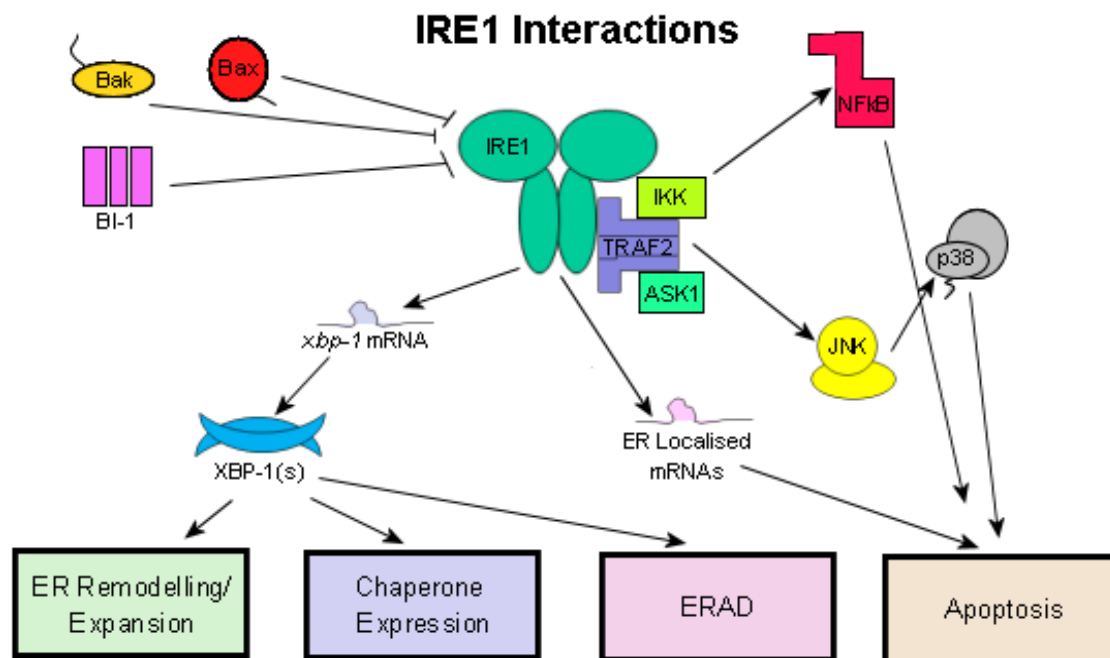 IRE1 Interactions
Bak
Bax
NFkB
IRE1
BI-1
IKK
TRAF2
ASK1
p38
xbp-1 mRNA
JNK
XBP-1(s)
ER Localised
mRNAs
ER Remodelling/
Expansion
Chaperone
Expression
ERAD
Apoptosis